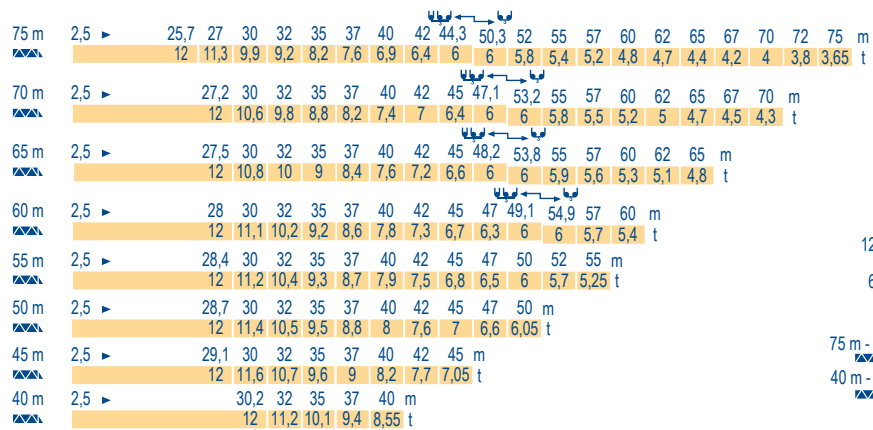 75 m 2,5 ► 25,7 27 30 32 35 37 40 42 44,3 50,3 52 55 57 60 62 65 67 70 72 75 m
12 11,3 9,9 9,2 8,2 7,6 6,9 6,4 6 6 5,8 5,4 5,2 4,8 4,7 4,4 4,2 4 3,8 3,65 t
70 m 2,5 ► 27,2 30 32 35 37 40 42 45 47,1 53,2 55 57 60 62 65 67 70 m
12 10,6 9,8 8,8 8,2 7,4 7 6,4 6 6 5,8 5,5 5,2 5 4,7 4,5 4,3 t
65 m 2,5 ► 27,5 30 32 35 37 40 42 45 48,2 53,8 55 57 60 62 65 m
12 10,8 10 9 8,4 7,6 7,2 6,6 6 6 5,9 5,6 5,3 5,1 4,8 t
60 m 2,5 ► 28 30 32 35 37 40 42 45 47 49,1 54,9 57 60 m
12 11,1 10,2 9,2 8,6 7,8 7,3 6,7 6,3 6 6 5,7 5,4 t
12
55 m 2,5 ► 28,4 30 32 35 37 40 42 45 47 50 52 55 m
12 11,2 10,4 9,3 8,7 7,9 7,5 6,8 6,5 6 5,7 5,25 t
6
50 m 2,5 ► 28,7 30 32 35 37 40 42 45 47 50 m
12 11,4 10,5 9,5 8,8 8 7,6 7 6,6 6,05 t
75 m -
45 m 2,5 ► 29,1 30 32 35 37 40 42 45 m
12 11,6 10,7 9,6 9 8,2 7,7 7,05 t
40 m -
40 m 2,5 ► 30,2 32 35 37 40 m
12 11,2 10,1 9,4 8,55 t